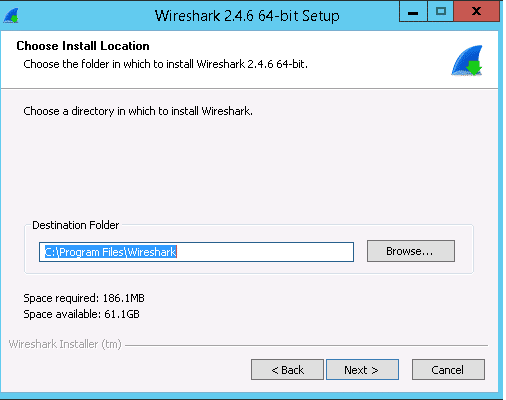 Wireshark 2.4.6 64-bit Setup
Choose Install Location
Choose the folder in which to install Wireshark 2.4.6 64-bit.
Choose a directory in which to install Wireshark.
Destination Folder
C:\Program Files\Wireshark
Browse...
Space required: 186.1MB
Space available: 61.1GB
Wireshark Installer (tm)
< Back
Next >
Cancel